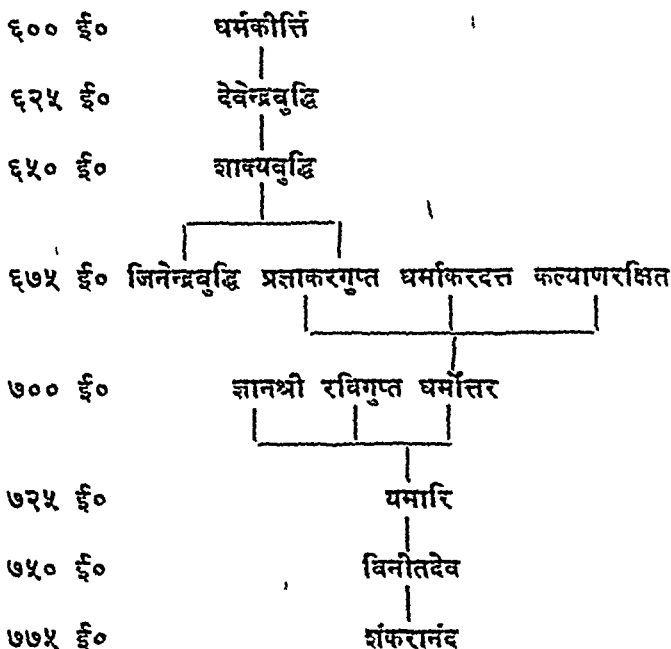 ६०० ई० धर्मकीर्त्ति
६२५ ई० देवेन्द्रबुद्धि
६५० ई० शाक्यबुद्धि
६७५ ई० जिनेन्द्रबुद्धि प्रज्ञाकरगुप्त धर्माकरदत्त कल्याणरक्षित
७०० ई० ज्ञानश्री रविगुप्त धर्मोत्तर
७२५ ई० यमारि
७५० ई० विनीतदेव
७७५ ई० शंकरानंद